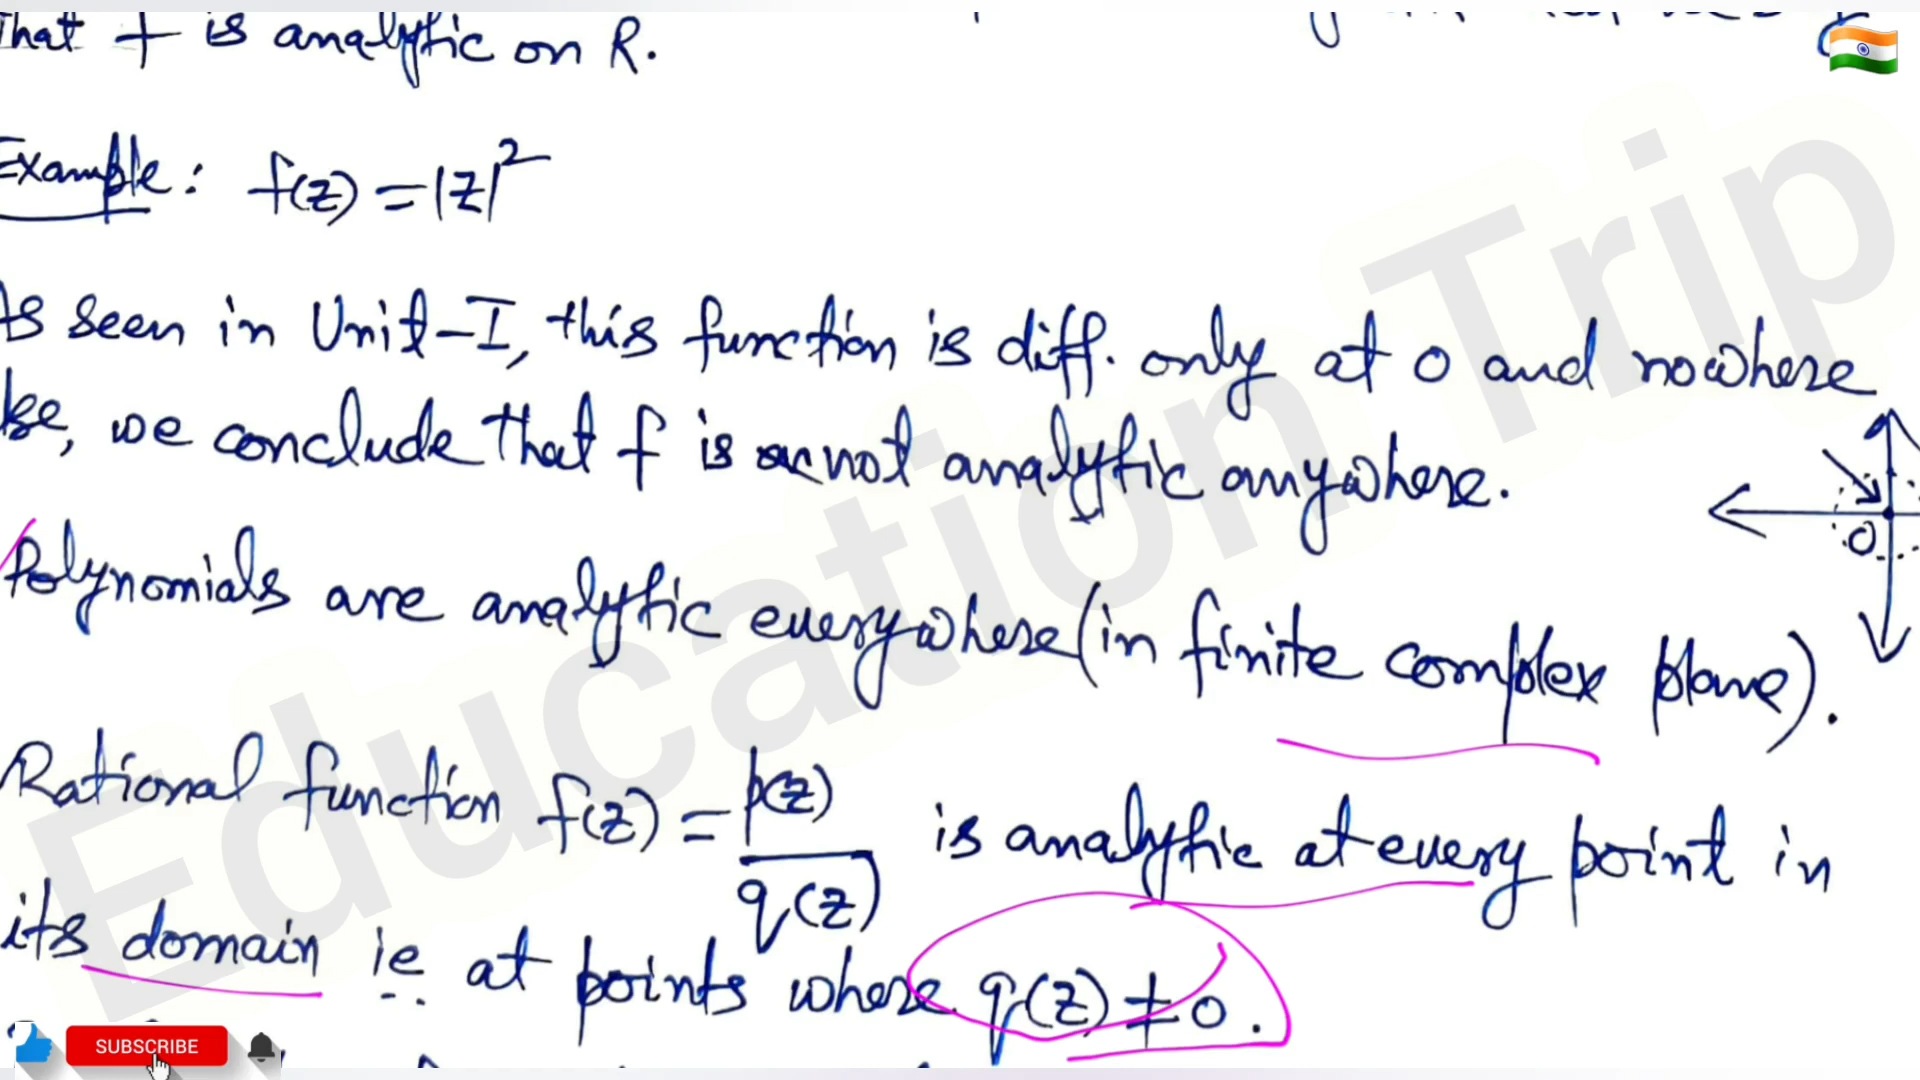 That f is analytic on R.
Example: f(z) = |z|²
As seen in Unit-I, this function is diff. only at 0 and nowhere
lse, we conclude that f is not analytic anywhere.
Polynomials are analytic everywhere (in finite complex plane).
0
Rational function f(z) = p(z)/q(z) is analytic at every point in
its domain ie at points where q(z) ≠ 0.
SUBSCRIBE
Education Trip